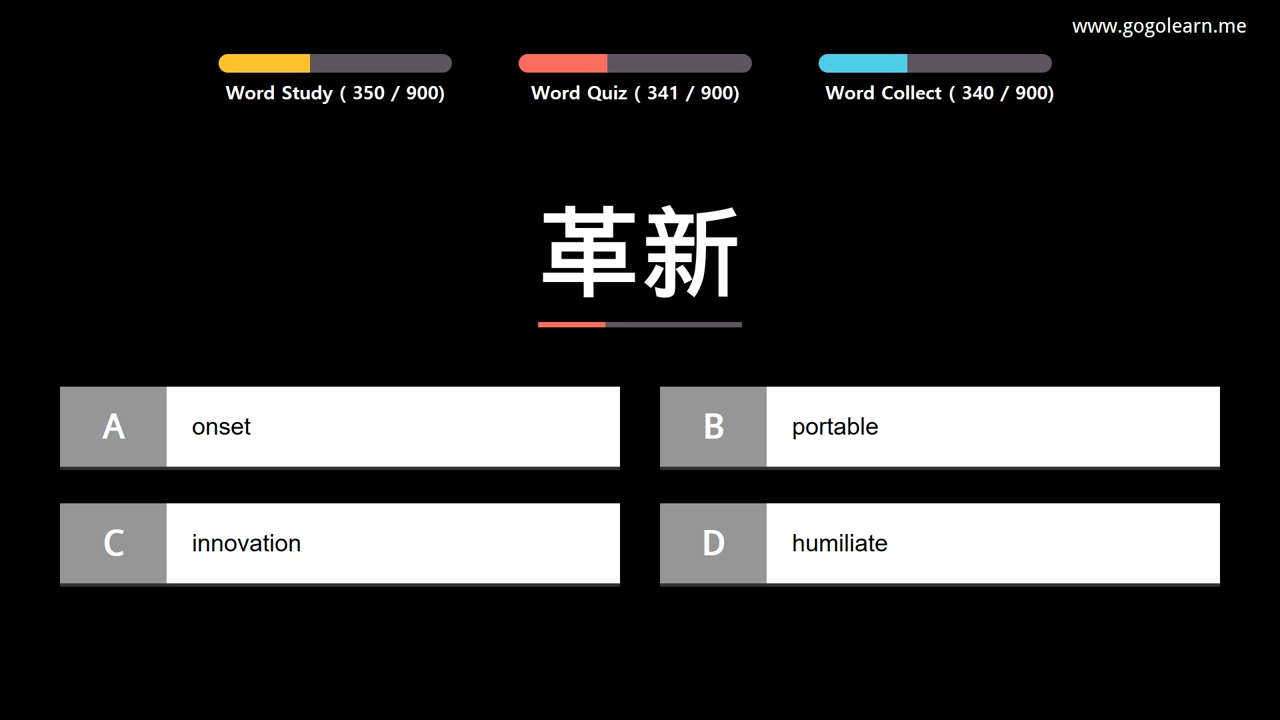 www.gogolearn.me
Word Study ( 350 / 900)
Word Quiz ( 341 / 900)
Word Collect ( 340 / 900)
革新
A onset
B portable
C innovation
D humiliate